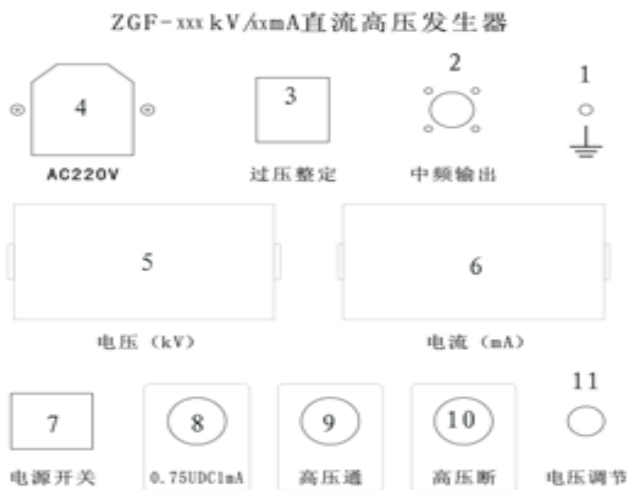 ZGF-xxx kV/xxmA直流高压发生器
2
1
3
4
AC220V
过压整定
中频输出
5
6
电压（kV）
电流（mA）
11
7
8
9
10
电源开关
0.75UDC1mA
高压通
高压断
电压调节